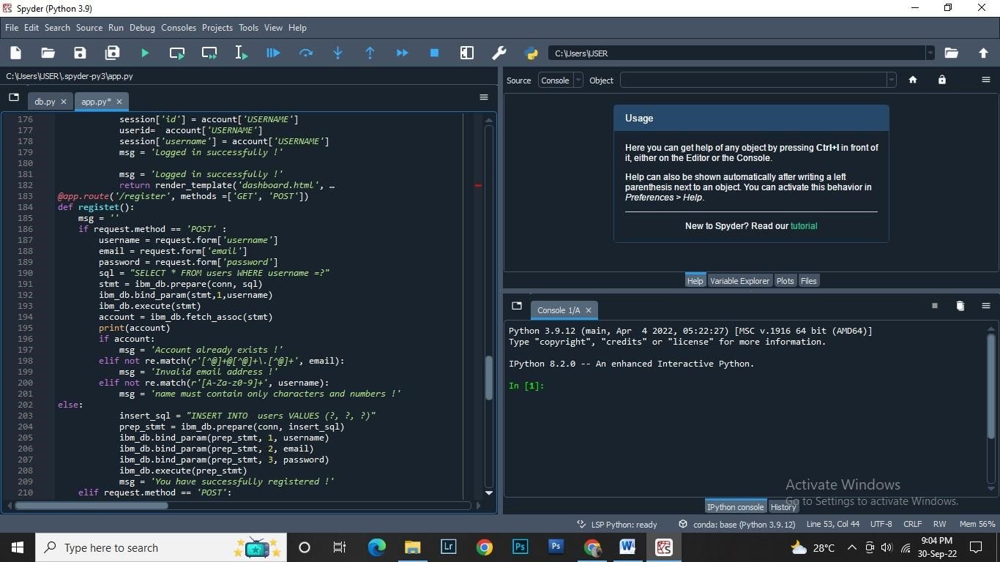 Spyder (Python 3.9)
File Edit Search Source Run Debug Consoles Projects Tools View Help
C:\Users\USER
C:\Users\USER\.spyder-py3\app.py
db.py
app.py*
176 session['id'] = account['USERNAME']
177 userid=  account['USERNAME']
178 session['username'] = account['USERNAME']
179 msg = 'Logged in successfully !'
180
181 msg = 'Logged in successfully !'
182 return render_template('dashboard.html', …
183 @app.route('/register', methods =['GET', 'POST'])
184 def registet():
185 msg = ''
186 if request.method == 'POST' :
187 username = request.form['username']
188 email = request.form['email']
189 password = request.form['password']
190 sql = "SELECT * FROM users WHERE username =?"
191 stmt = ibm_db.prepare(conn, sql)
192 ibm_db.bind_param(stmt,1,username)
193 ibm_db.execute(stmt)
194 account = ibm_db.fetch_assoc(stmt)
195 print(account)
196 if account:
197 msg = 'Account already exists !'
198 elif not re.match(r'[^@]+@[^@]+\.[^@]+', email):
199 msg = 'Invalid email address !'
200 elif not re.match(r'[A-Za-z0-9]+', username):
201 msg = 'name must contain only characters and numbers !'
202 else:
203 insert_sql = "INSERT INTO  users VALUES (?, ?, ?)"
204 prep_stmt = ibm_db.prepare(conn, insert_sql)
205 ibm_db.bind_param(prep_stmt, 1, username)
206 ibm_db.bind_param(prep_stmt, 2, email)
207 ibm_db.bind_param(prep_stmt, 3, password)
208 ibm_db.execute(prep_stmt)
209 msg = 'You have successfully registered !'
210 elif request.method == 'POST':
Source Console Object
Usage
Here you can get help of any object by pressing Ctrl+I in front of
it, either on the Editor or the Console.
Help can also be shown automatically after writing a left
parenthesis next to an object. You can activate this behavior in
Preferences > Help.
New to Spyder? Read our tutorial
Help Variable Explorer Plots Files
Console 1/A
Python 3.9.12 (main, Apr  4 2022, 05:22:27) [MSC v.1916 64 bit (AMD64)]
Type "copyright", "credits" or "license" for more information.
IPython 8.2.0 -- An enhanced Interactive Python.
In [1]:
Activate Windows
Go to Settings to activate Windows.
IPython console History
LSP Python: ready conda: base (Python 3.9.12) Line 53, Col 44 UTF-8 CRLF RW Mem 56%
Type here to search
Lr
Ps
Ps
W
28°C
9:04 PM
30-Sep-22